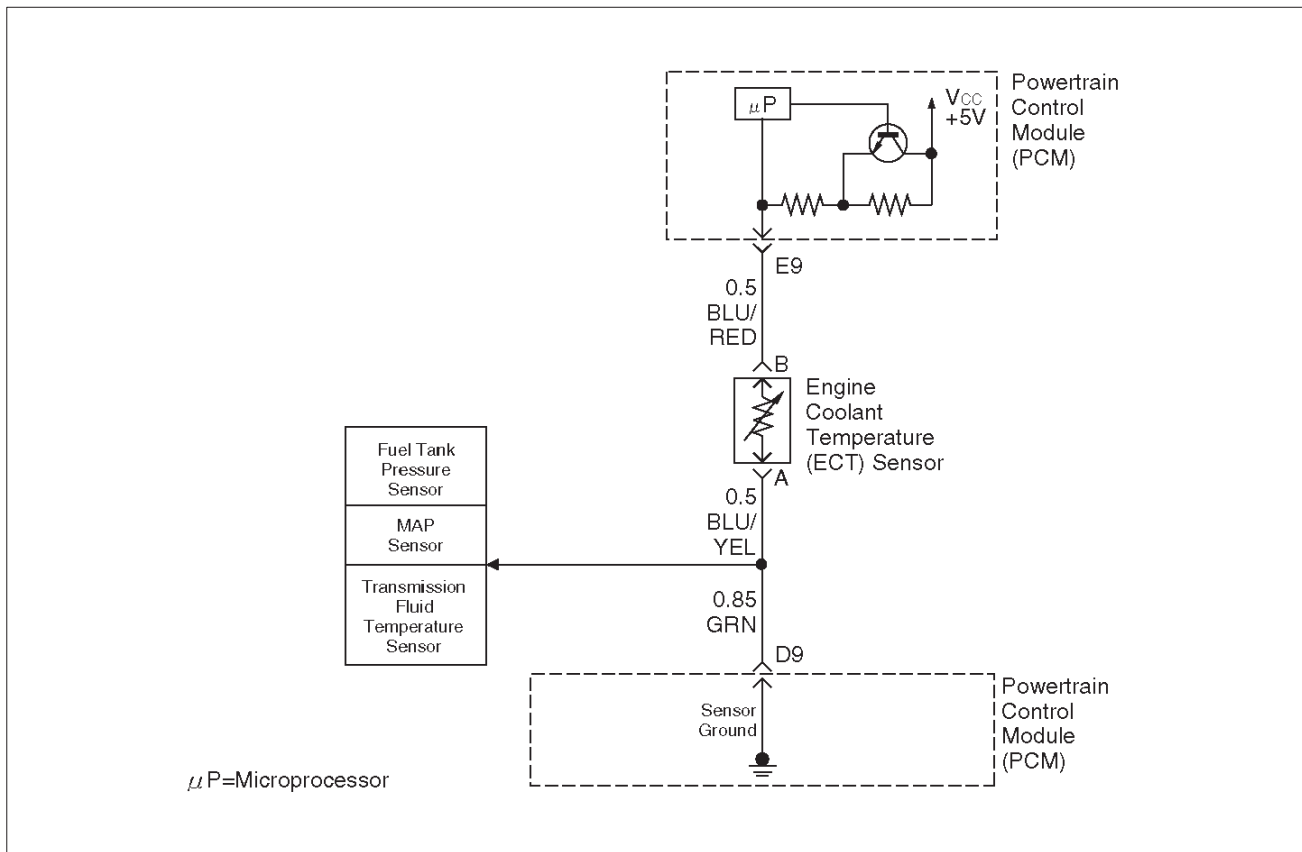 Powertrain
Control
Module
(PCM)
μP
VCC
+5V
E9
0.5
BLU/
RED
B
Engine
Coolant
Temperature
(ECT) Sensor
A
0.5
BLU/
YEL
Fuel Tank
Pressure
Sensor
MAP
Sensor
Transmission
Fluid
Temperature
Sensor
0.85
GRN
D9
Sensor
Ground
Powertrain
Control
Module
(PCM)
μP=Microprocessor